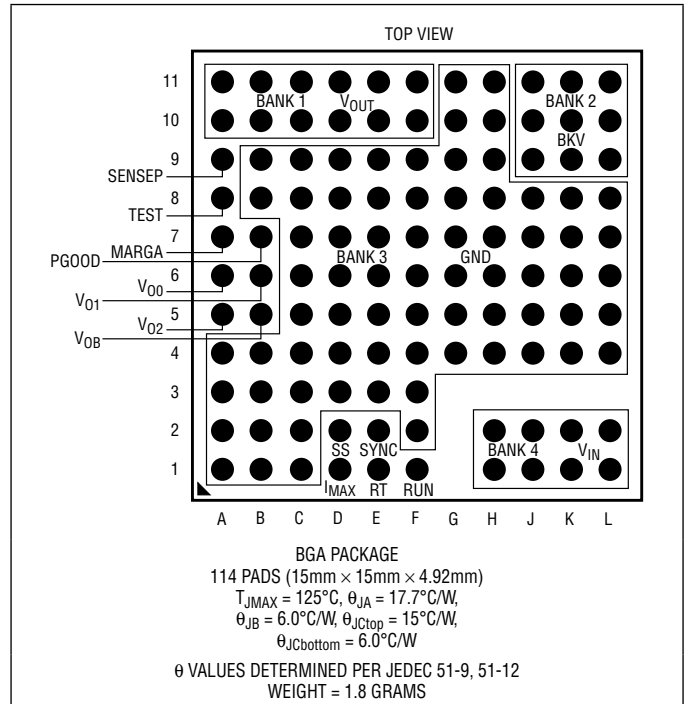 TOP VIEW
11
BANK 1 VOUT
BANK 2
10
BKV
9
SENSEP
8
TEST
7
MARGA
PGOOD
BANK 3
GND
6
VO0
VO1
5
VO2
VOB
4
3
2
SS SYNC
BANK 4 VIN
1
IMAX RT RUN
A B C D E F G H J K L
BGA PACKAGE
114 PADS (15mm × 15mm × 4.92mm)
TJMAX = 125°C, θJA = 17.7°C/W,
θJB = 6.0°C/W, θJCtop = 15°C/W,
θJCbottom = 6.0°C/W
θ VALUES DETERMINED PER JEDEC 51-9, 51-12
WEIGHT = 1.8 GRAMS